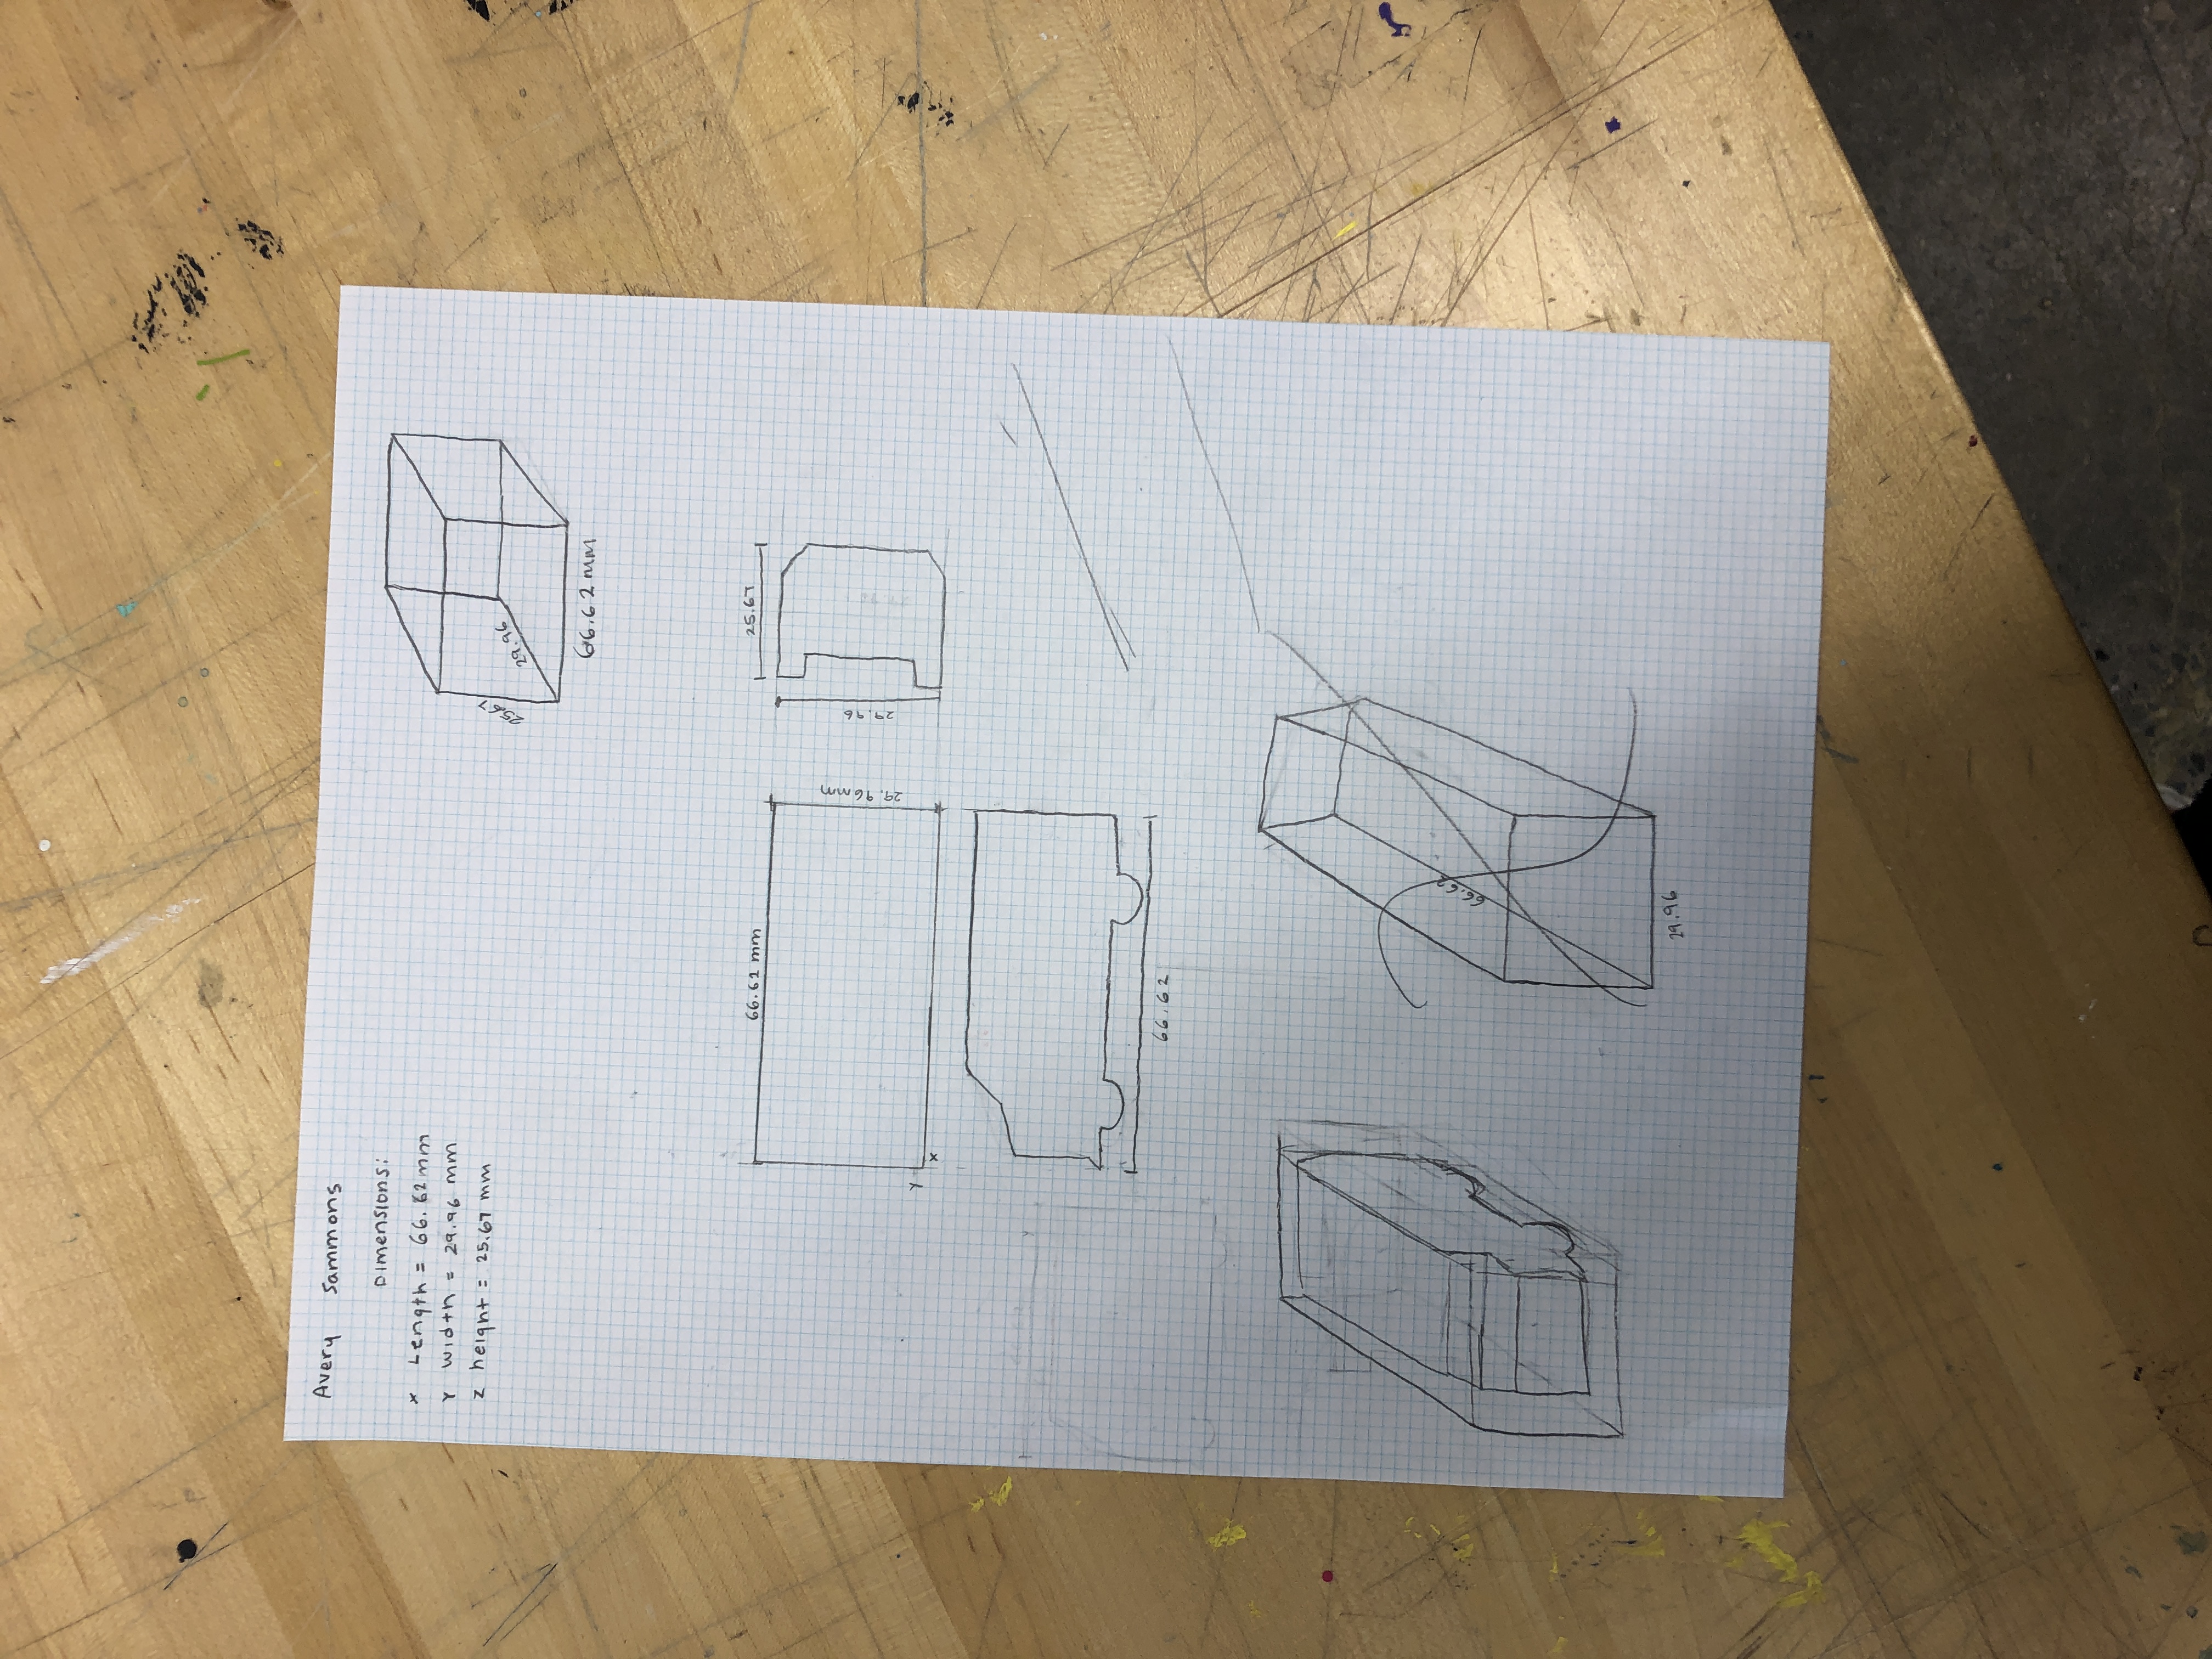 Avery Sammons
Dimensions:
x Length = 66.62 mm
Y width = 29.96 mm
z height = 25.67 mm
25.67
29.96
66.62 mm
66.62 mm
29.96 mm
Y
x
25.67
29.96
66.62
66.62
29.96